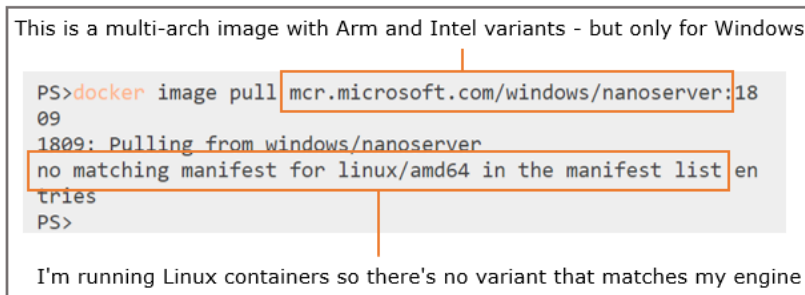 This is a multi-arch image with Arm and Intel variants - but only for Windows
PS>docker image pull mcr.microsoft.com/windows/nanoserver:18
09
1809: Pulling from windows/nanoserver
no matching manifest for linux/amd64 in the manifest list en
tries
PS>
I'm running Linux containers so there's no variant that matches my engine